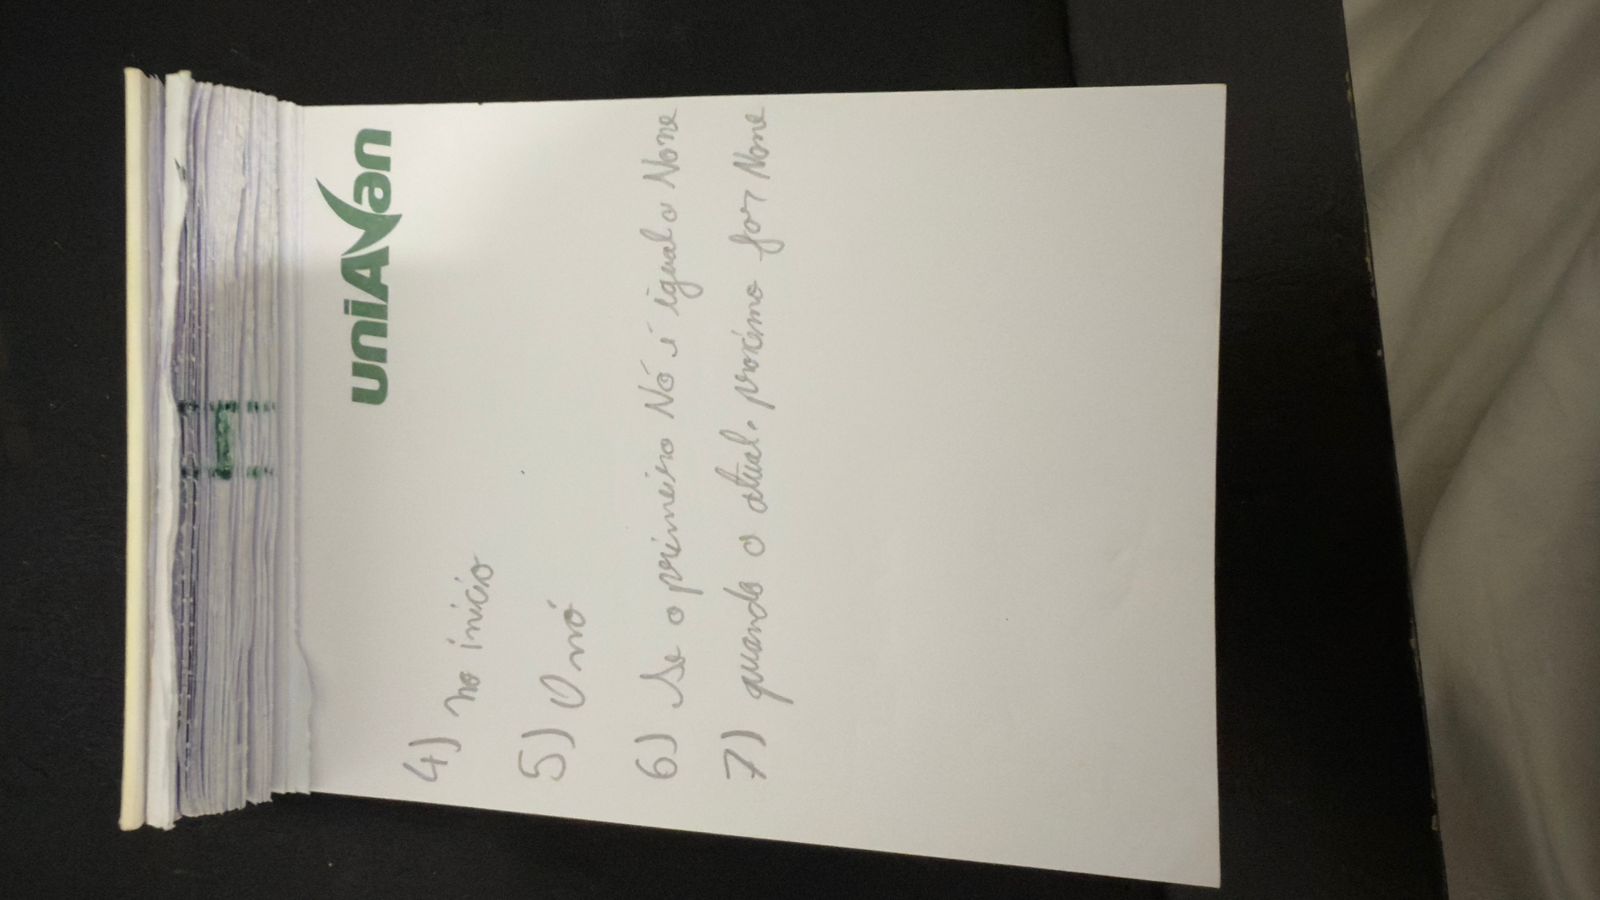 uniAvan
4) no início
5) O nó
6) Se o primeiro Nó é igual a None
7) quando o atual. proximo for None